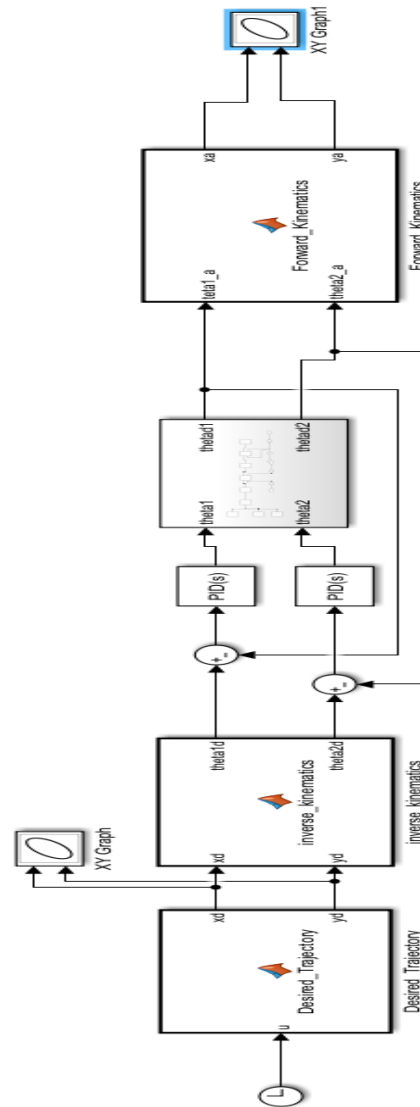 u
Desired_Trajectory
xd
yd
Desired_Trajectory
XY Graph
xd
yd
inverse_kinematics
theta1d
theta2d
inverse_kinematics
+
-
+
-
PID(s)
PID(s)
theta1
theta2
thetad1
thetad2
teta1_a
theta2_a
Forward_Kinematics
xa
ya
Forward_Kinematics
XY Graph1